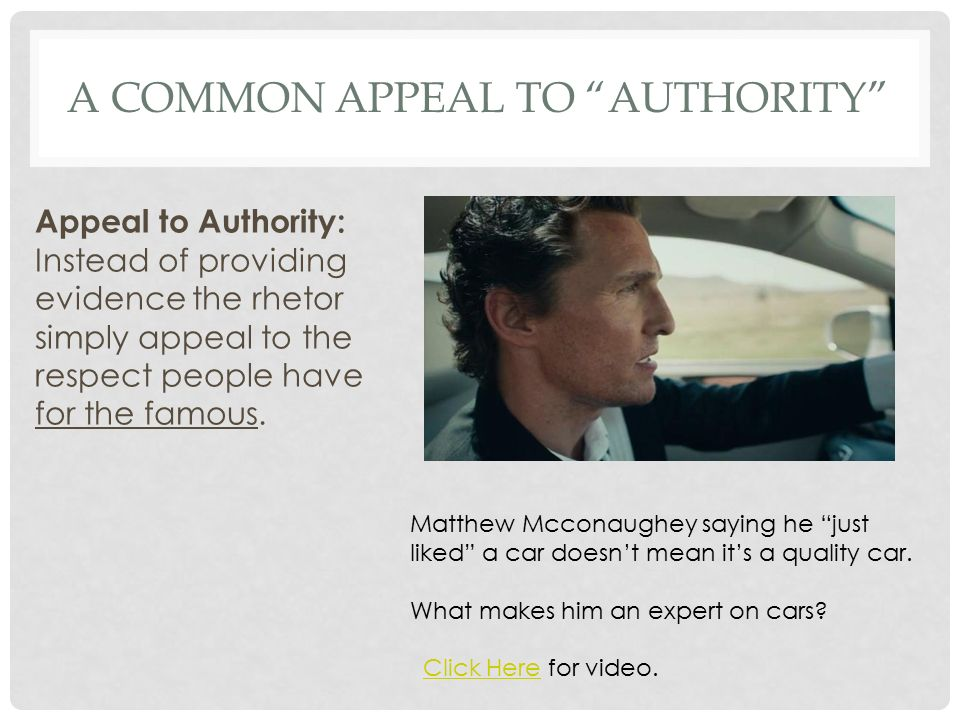 A COMMON APPEAL TO “AUTHORITY”
Appeal to Authority:
Instead of providing
evidence the rhetor
simply appeal to the
respect people have
for the famous.
Matthew Mcconaughey saying he “just
liked” a car doesn’t mean it’s a quality car.
What makes him an expert on cars?
Click Here for video.